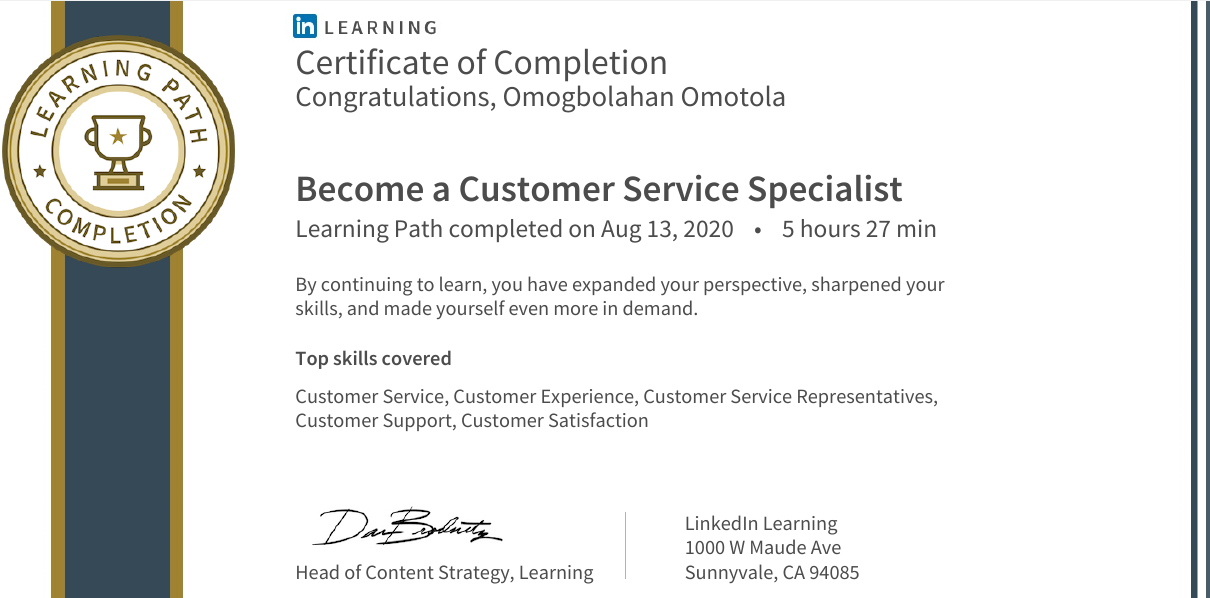 LEARNING PATH
COMPLETION
in LEARNING
Certificate of Completion
Congratulations, Omogbolahan Omotola
Become a Customer Service Specialist
Learning Path completed on Aug 13, 2020 • 5 hours 27 min
By continuing to learn, you have expanded your perspective, sharpened your
skills, and made yourself even more in demand.
Top skills covered
Customer Service, Customer Experience, Customer Service Representatives,
Customer Support, Customer Satisfaction
Head of Content Strategy, Learning
LinkedIn Learning
1000 W Maude Ave
Sunnyvale, CA 94085